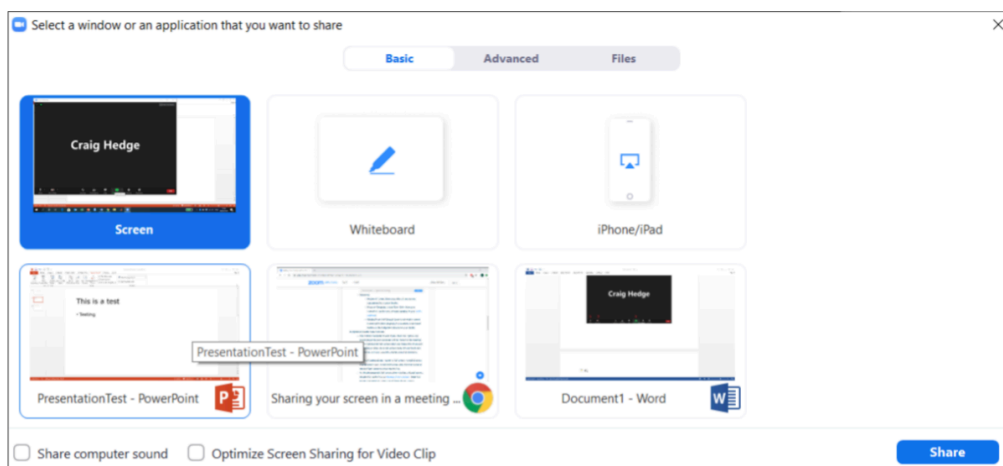 Select a window or an application that you want to share
Basic Advanced Files
Craig Hedge
Screen
Whiteboard
iPhone/iPad
This is a test
• Testing
PresentationTest - PowerPoint
PresentationTest - PowerPoint
zoom
Sharing your screen in a meeting ...
Craig Hedge
Document1 - Word
Share computer sound
Optimize Screen Sharing for Video Clip
Share